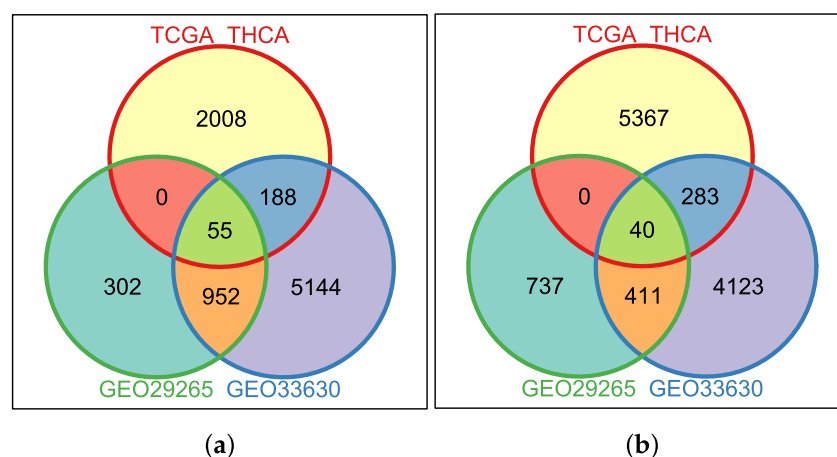 TCGA_THCA
2008
0
188
55
302
952
5144
GEO29265 GEO33630
(a)
TCGA_THCA
5367
0
283
40
737
411
4123
GEO29265 GEO33630
(b)